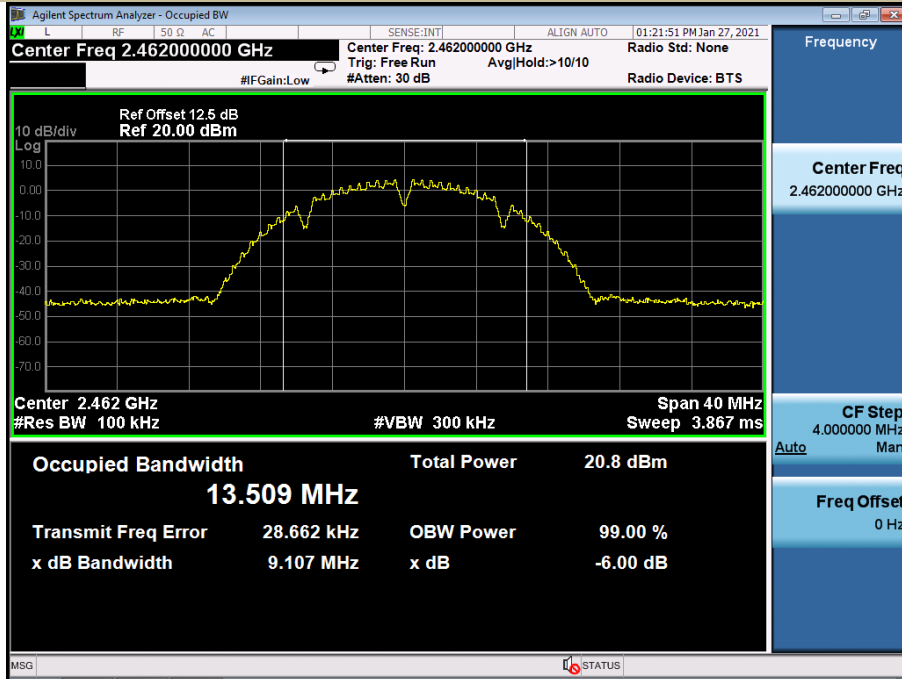 Agilent Spectrum Analyzer - Occupied BW
LXI L RF 50 Ω AC SENSE:INT ALIGN AUTO 01:21:51 PM Jan 27, 2021
Center Freq 2.462000000 GHz
Center Freq: 2.462000000 GHz Radio Std: None
Trig: Free Run Avg|Hold:>10/10
#IFGain:Low #Atten: 30 dB Radio Device: BTS
Frequency
Ref Offset 12.5 dB
10 dB/div Ref 20.00 dBm
Log
10.0
0.00
-10.0
-20.0
-30.0
-40.0
-50.0
-60.0
-70.0
Center 2.462 GHz Span 40 MHz
#Res BW 100 kHz #VBW 300 kHz Sweep 3.867 ms
Occupied Bandwidth Total Power 20.8 dBm
13.509 MHz
Transmit Freq Error 28.662 kHz OBW Power 99.00 %
x dB Bandwidth 9.107 MHz x dB -6.00 dB
Center Freq
2.462000000 GHz
CF Step
4.000000 MHz
Auto Man
Freq Offset
0 Hz
MSG STATUS